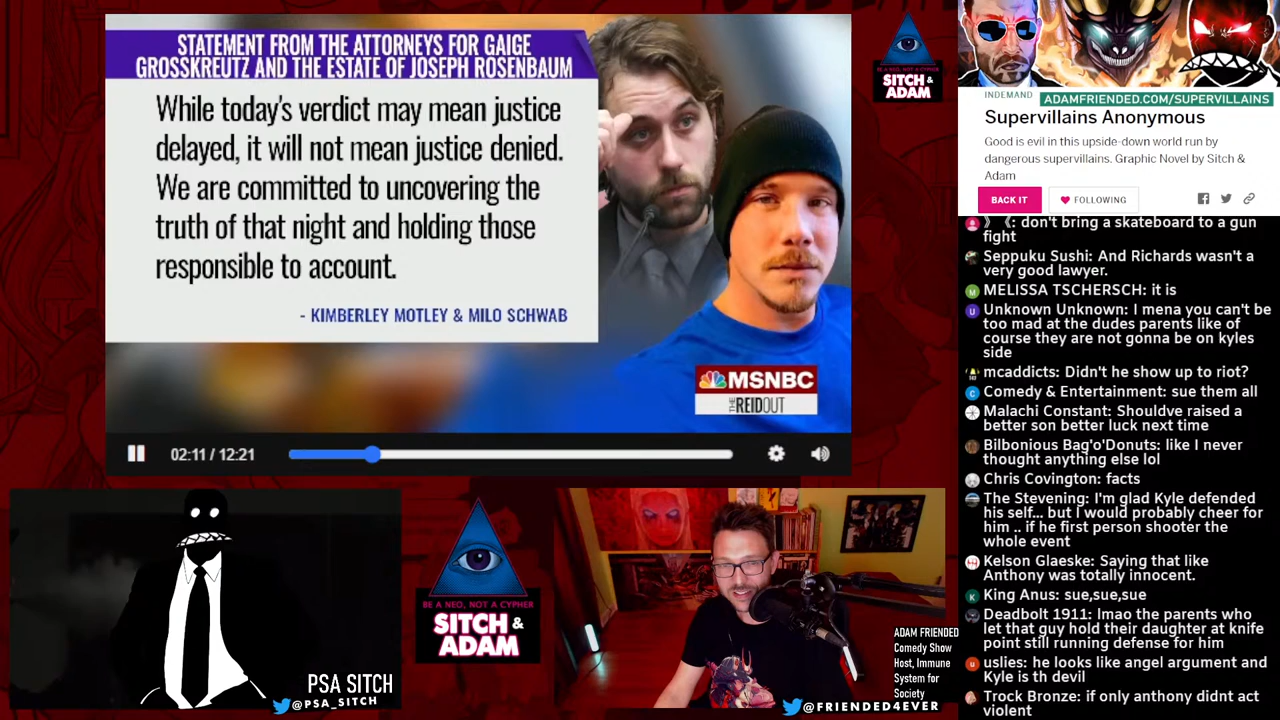 STATEMENT FROM THE ATTORNEYS FOR GAIGE
GROSSKREUTZ AND THE ESTATE OF JOSEPH ROSENBAUM
While today's verdict may mean justice
delayed, it will not mean justice denied.
We are committed to uncovering the
truth of that night and holding those
responsible to account.
- KIMBERLEY MOTLEY & MILO SCHWAB
MSNBC
THE REIDOUT
02:11 / 12:21
BE A NEO, NOT A CYPHER
SITCH &
ADAM
INDEMAND
ADAMFRIENDED.COM/SUPERVILLAINS
Supervillains Anonymous
Good is evil in this upside-down world run by
dangerous supervillains. Graphic Novel by Sitch &
Adam
BACK IT
FOLLOWING
》 《: don't bring a skateboard to a gun
fight
Seppuku Sushi: And Richards wasn't a
very good lawyer.
MELISSA TSCHERSCH: it is
Unknown Unknown: I mena you can't be
too mad at the dudes parents like of
course they are not gonna be on kyles
side
mcaddicts: Didn't he show up to riot?
Comedy & Entertainment: sue them all
Malachi Constant: Shouldve raised a
better son better luck next time
Bilbonious Bag'o'Donuts: like I never
thought anything else lol
Chris Covington: facts
The Stevening: I'm glad Kyle defended
his self... but I would probably cheer for
him .. if he first person shooter the
whole event
Kelson Glaeske: Saying that like
Anthony was totally innocent.
King Anus: sue,sue,sue
Deadbolt 1911: lmao the parents who
let that guy hold their daughter at knife
point still running defense for him
uslies: he looks like angel argument and
Kyle is th devil
Trock Bronze: if only anthony didnt act
violent
PSA SITCH
@PSA_SITCH
BE A NEO, NOT A CYPHER
SITCH &
ADAM
ADAM FRIENDED
Comedy Show
Host, Immune
System for
Society
@FRIENDED4EVER